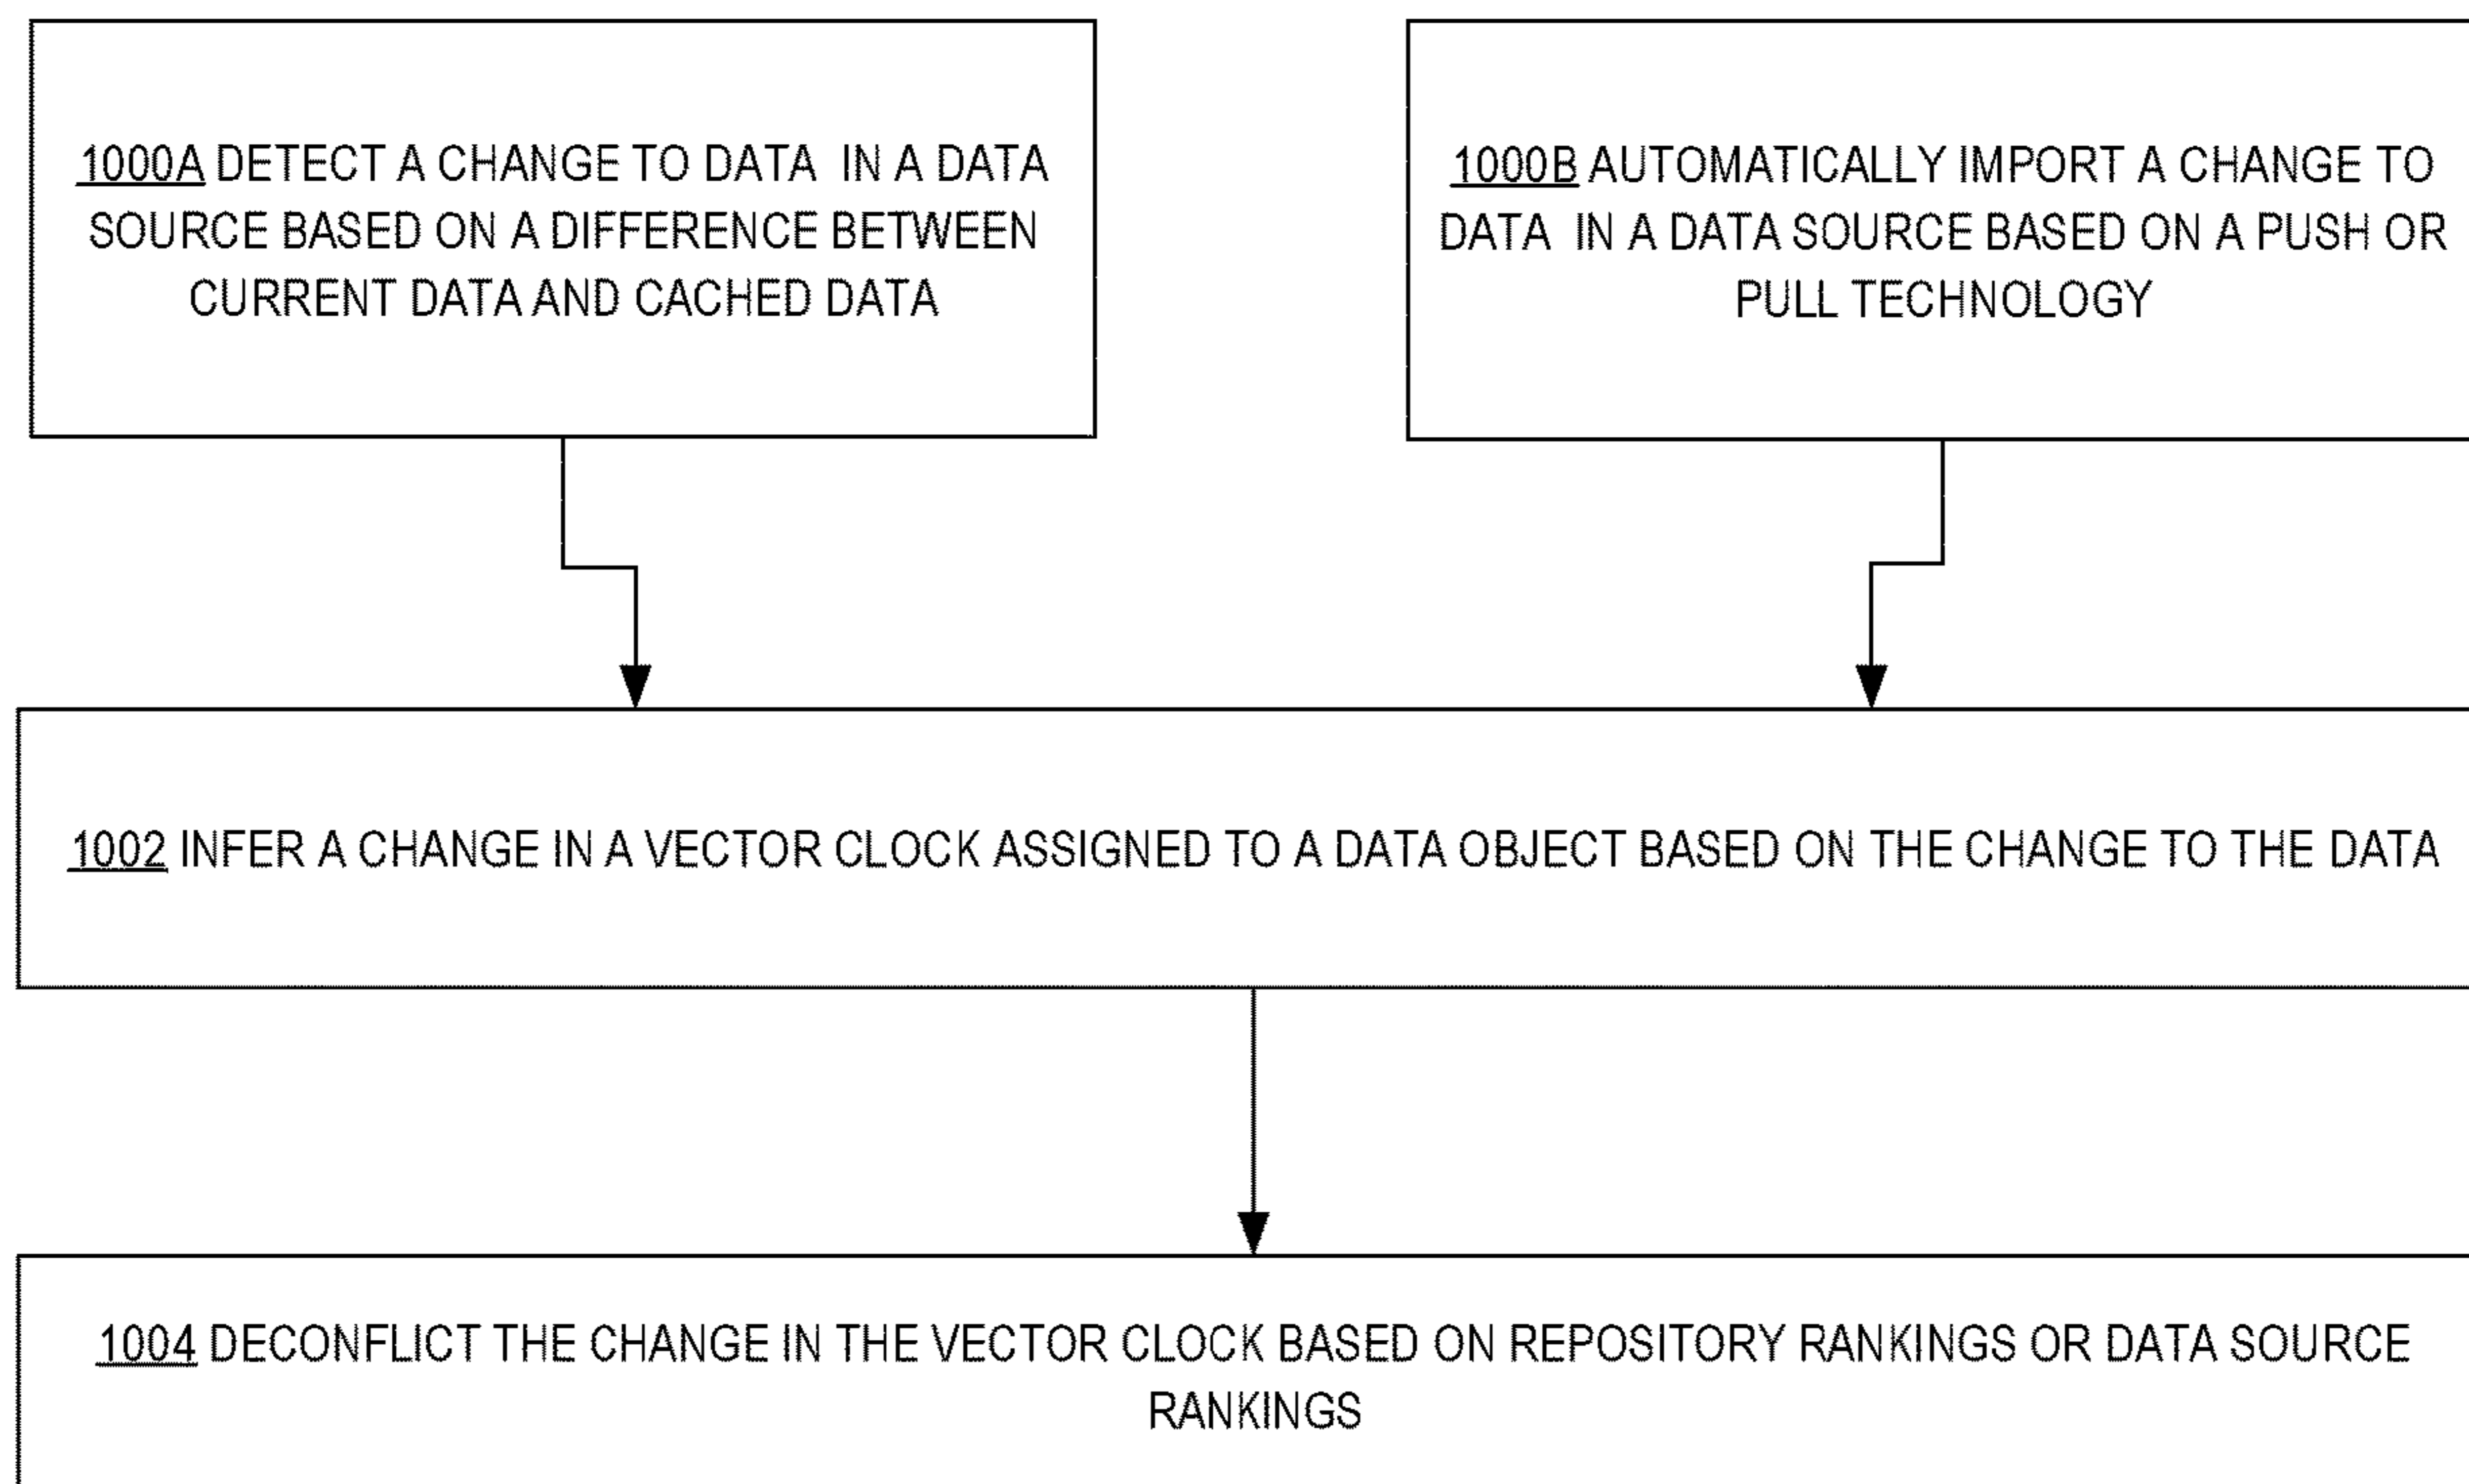 1000A DETECT A CHANGE TO DATA IN A DATA
SOURCE BASED ON A DIFFERENCE BETWEEN
CURRENT DATA AND CACHED DATA
1000B AUTOMATICALLY IMPORT A CHANGE TO
DATA IN A DATA SOURCE BASED ON A PUSH OR
PULL TECHNOLOGY
1002 INFER A CHANGE IN A VECTOR CLOCK ASSIGNED TO A DATA OBJECT BASED ON THE CHANGE TO THE DATA
1004 DECONFLICT THE CHANGE IN THE VECTOR CLOCK BASED ON REPOSITORY RANKINGS OR DATA SOURCE
RANKINGS